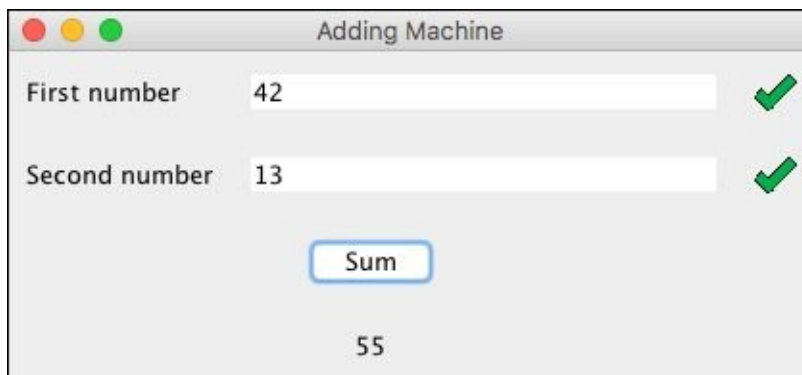 Adding Machine
First number 42
Second number 13
Sum
55